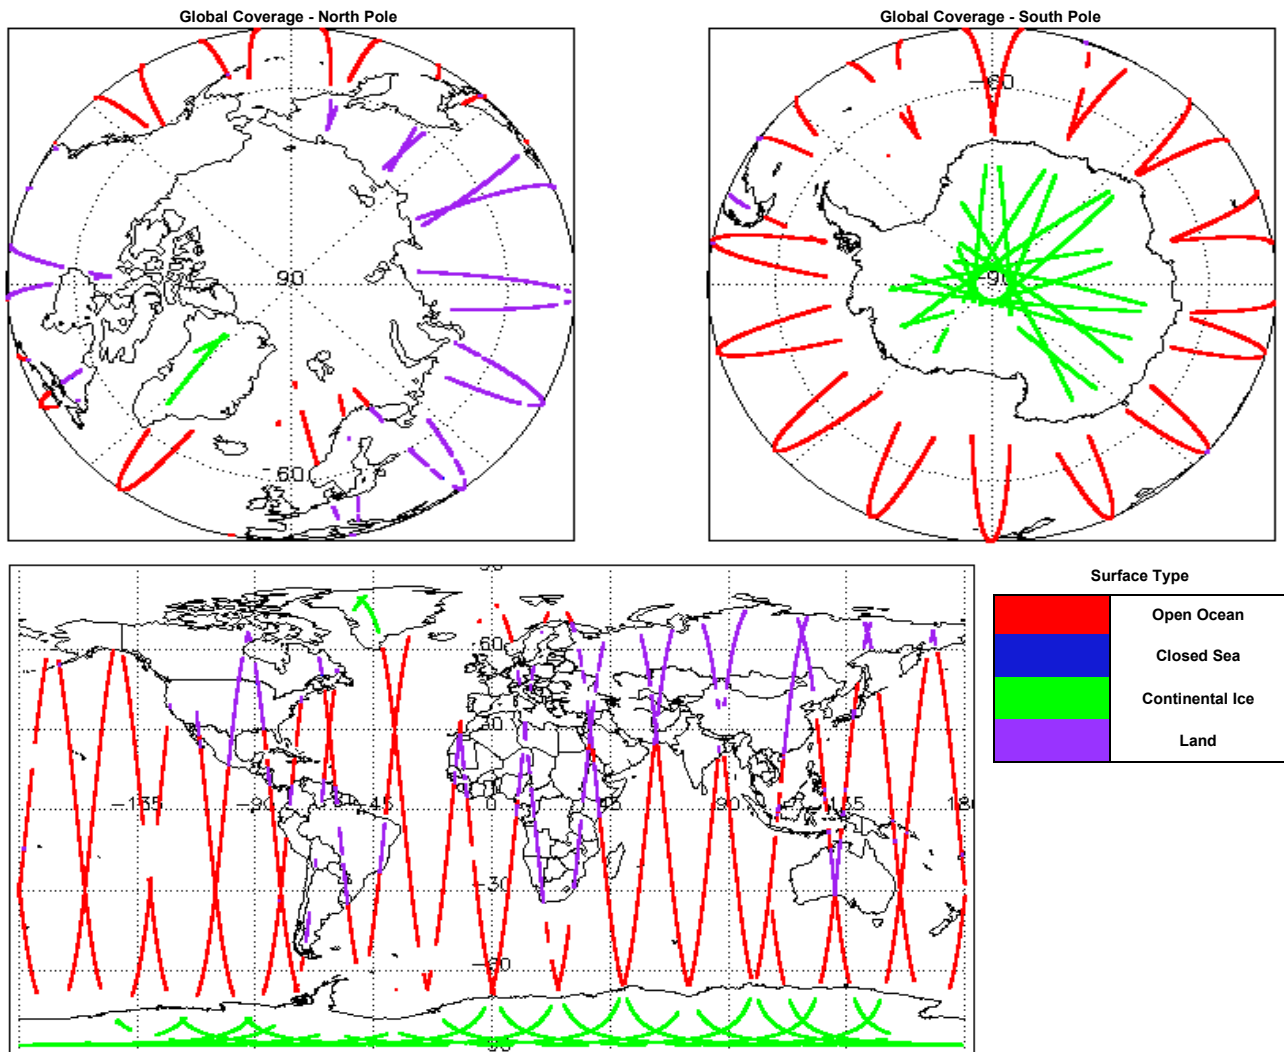 Global Coverage - North Pole
Global Coverage - South Pole
90
60
-90
60
Surface Type
Open Ocean
Closed Sea
Continental Ice
Land
60
30
-135 -90 -45 0 45 90 135 180
-30
-60